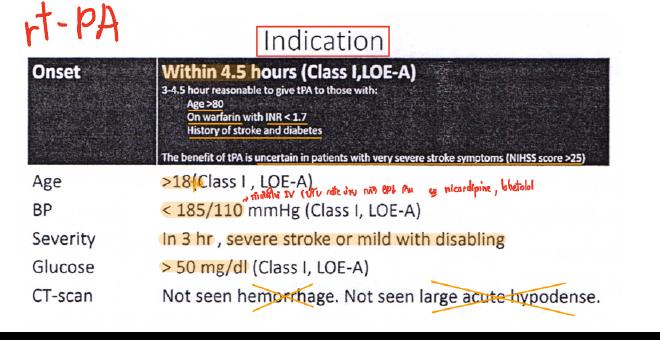 rt-PA
Indication
Onset Within 4.5 hours (Class I,LOE-A)
3-4.5 hour reasonable to give tPA to those with:
Age >80
On warfarin with INR < 1.7
History of stroke and diabetes
The benefit of tPA is uncertain in patients with very severe stroke symptoms (NIHSS score >25)
Age >18(Class I , LOE-A)
IV rate nicardipine, labetalol
BP < 185/110 mmHg (Class I, LOE-A)
Severity In 3 hr , severe stroke or mild with disabling
Glucose > 50 mg/dl (Class I, LOE-A)
CT-scan Not seen hemorrhage. Not seen large acute hypodense.